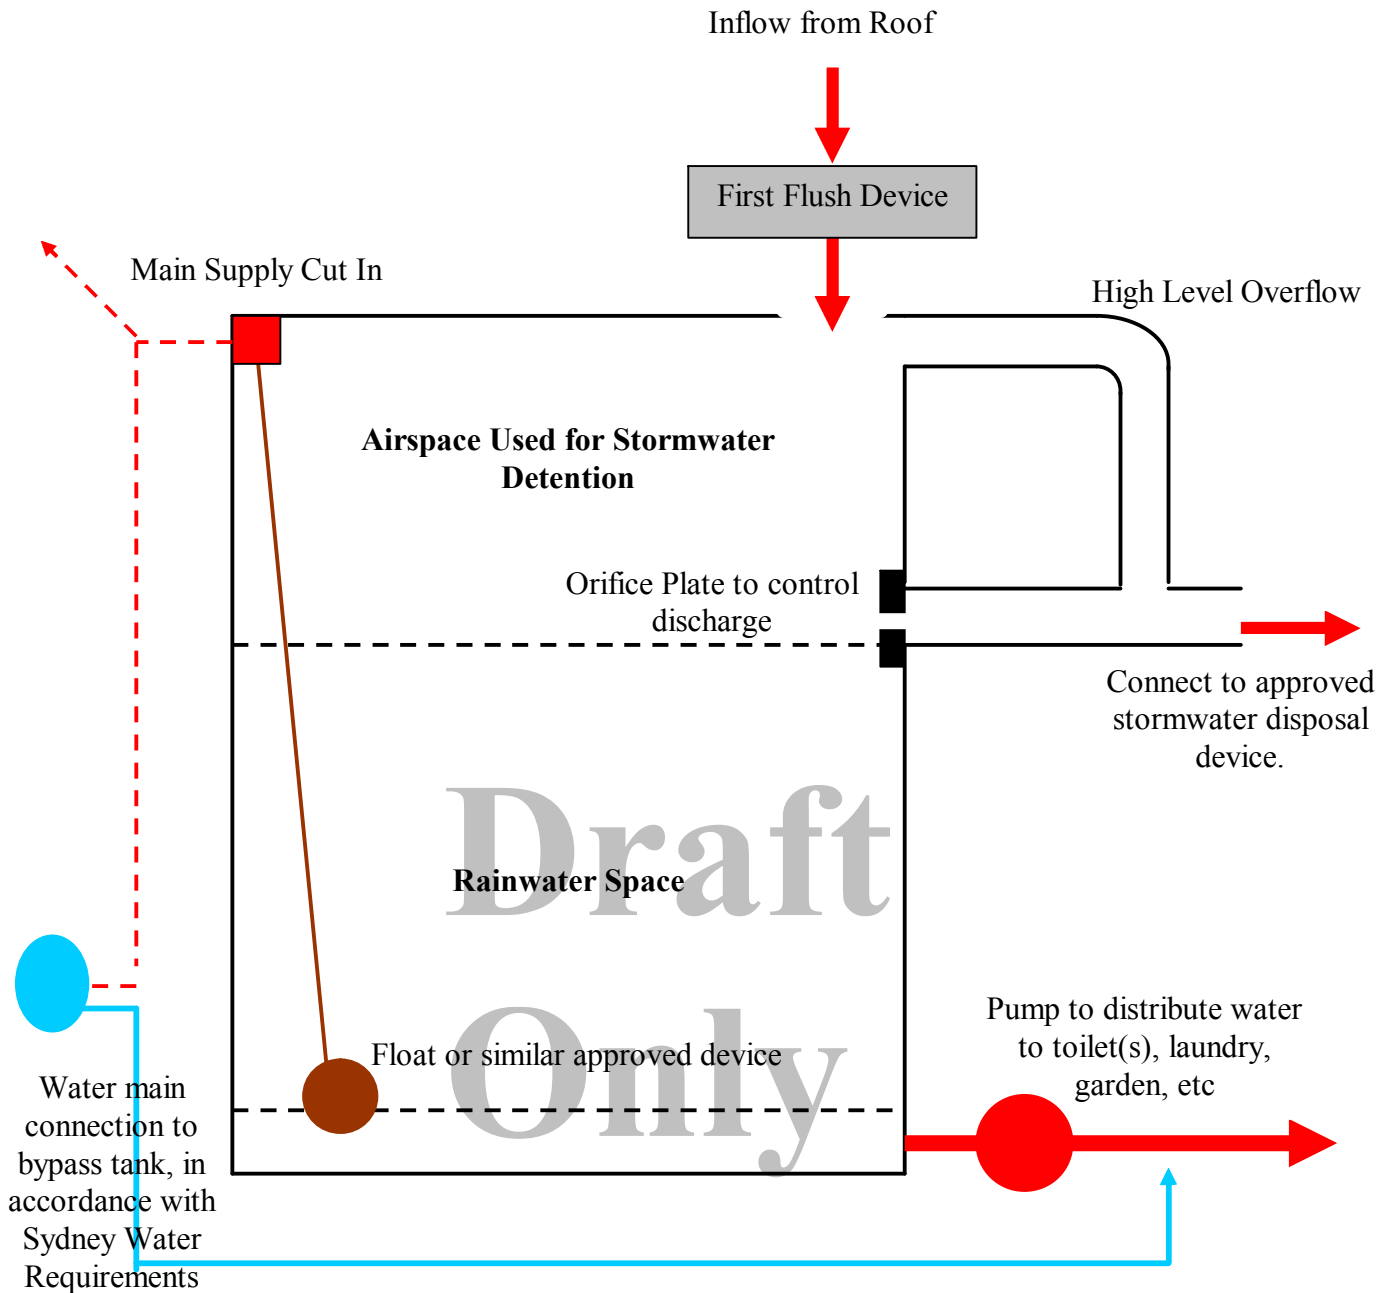 Inflow from Roof
First Flush Device
Main Supply Cut In
High Level Overflow
Airspace Used for Stormwater
Detention
Orifice Plate to control
discharge
Connect to approved
stormwater disposal
device.
Draft
Rainwater Space
Only
Float or similar approved device
Pump to distribute water
to toilet(s), laundry,
garden, etc
Water main
connection to
bypass tank, in
accordance with
Sydney Water
Requirements